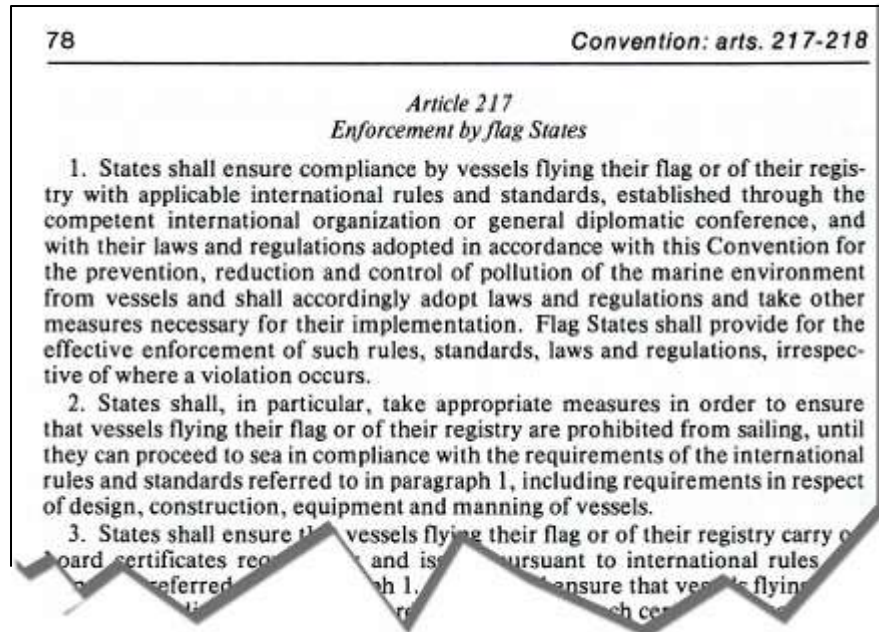 78 Convention: arts. 217-218
Article 217
Enforcement by flag States
1. States shall ensure compliance by vessels flying their flag or of their regis-
try with applicable international rules and standards, established through the
competent international organization or general diplomatic conference, and
with their laws and regulations adopted in accordance with this Convention for
the prevention, reduction and control of pollution of the marine environment
from vessels and shall accordingly adopt laws and regulations and take other
measures necessary for their implementation. Flag States shall provide for the
effective enforcement of such rules, standards, laws and regulations, irrespec-
tive of where a violation occurs.
2. States shall, in particular, take appropriate measures in order to ensure
that vessels flying their flag or of their registry are prohibited from sailing, until
they can proceed to sea in compliance with the requirements of the international
rules and standards referred to in paragraph 1, including requirements in respect
of design, construction, equipment and manning of vessels.
3. States shall ensure vessels flying their flag or of their registry carry
certificates and pursuant to international rules
referred 1. ensure that flying